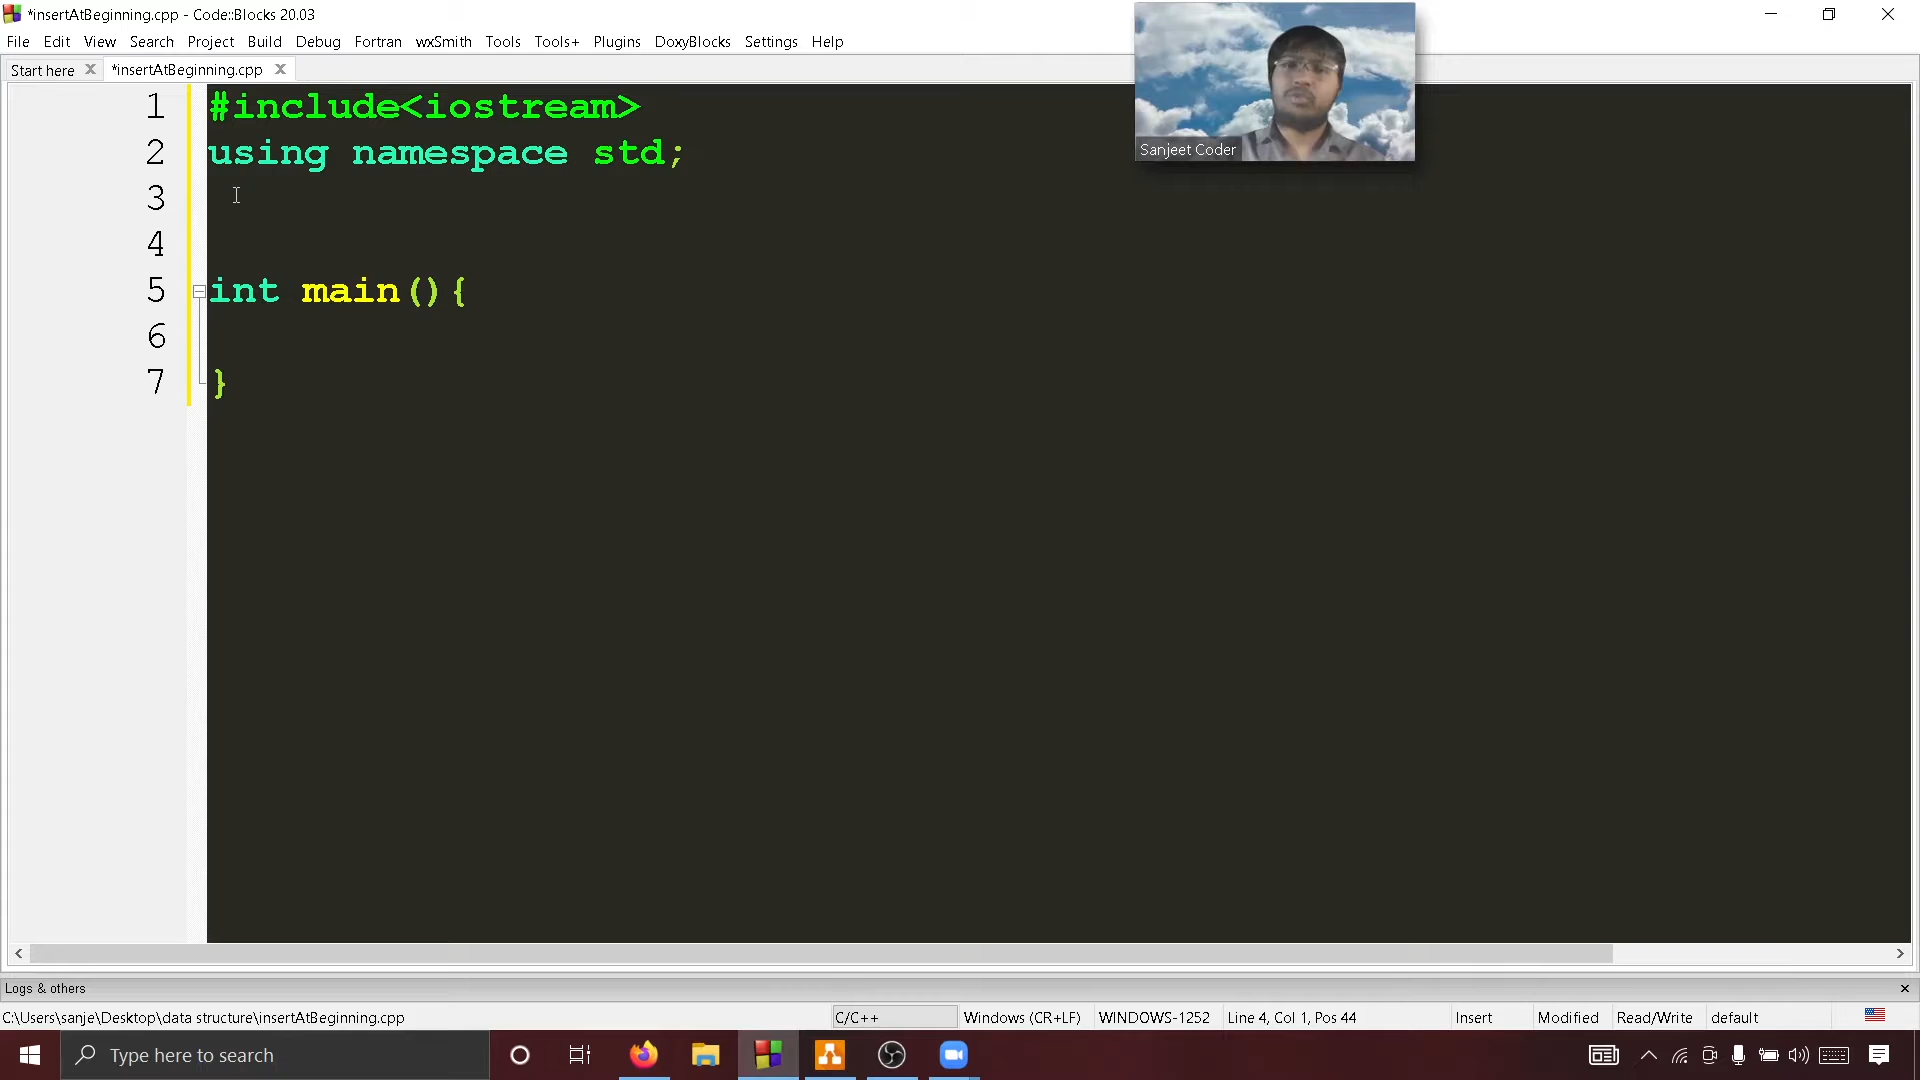 *insertAtBeginning.cpp - Code::Blocks 20.03
File Edit View Search Project Build Debug Fortran wxSmith Tools Tools+ Plugins DoxyBlocks Settings Help
Start here *insertAtBeginning.cpp
1 #include<iostream>
2 using namespace std;
3
4
5 int main(){
6
7 }
Sanjeet Coder
Logs & others
C:\Users\sanje\Desktop\data structure\insertAtBeginning.cpp C/C++ Windows (CR+LF) WINDOWS-1252 Line 4, Col 1, Pos 44 Insert Modified Read/Write default
Type here to search